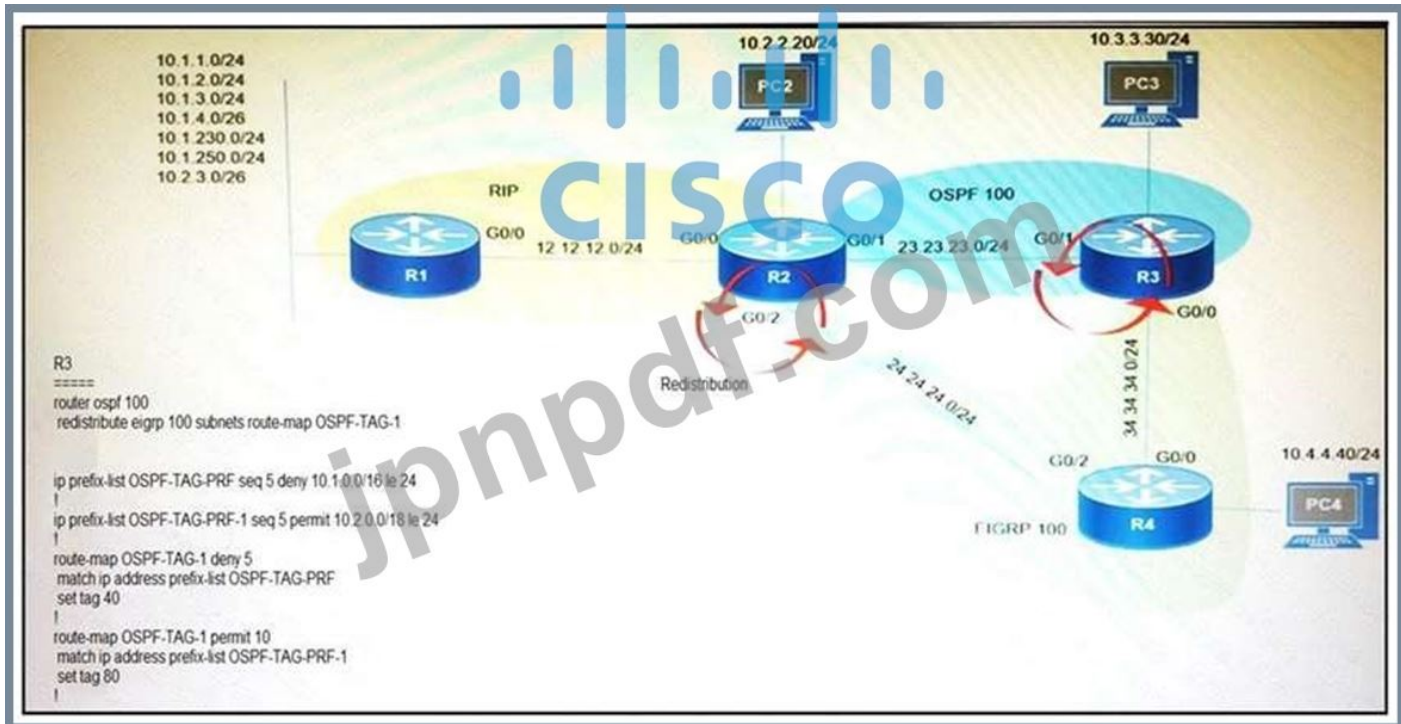 10.1.1.0/24
10.1.2.0/24
10.1.3.0/24
10.1.4.0/26
10.1.230.0/24
10.1.250.0/24
10.2.3.0/26
10.2.2.20/24
PC2
10.3.3.30/24
PC3
CISCO
RIP
OSPF 100
R1
G0/0
12.12.12.0/24
G0/0
R2
G0/1
23.23.23.0/24
G0/1
R3
G0/2
G0/0
Redistribution
24.24.24.0/24
34.34.34.0/24
G0/2
G0/0
10.4.4.40/24
PC4
EIGRP 100
R4
jpnpdf.com
R3
=====
router ospf 100
redistribute eigrp 100 subnets route-map OSPF-TAG-1
ip prefix-list OSPF-TAG-PRF seq 5 deny 10.1.0.0/16 le 24
!
ip prefix-list OSPF-TAG-PRF-1 seq 5 permit 10.2.0.0/18 le 24
!
route-map OSPF-TAG-1 deny 5
match ip address prefix-list OSPF-TAG-PRF
set tag 40
!
route-map OSPF-TAG-1 permit 10
match ip address prefix-list OSPF-TAG-PRF-1
set tag 80
!